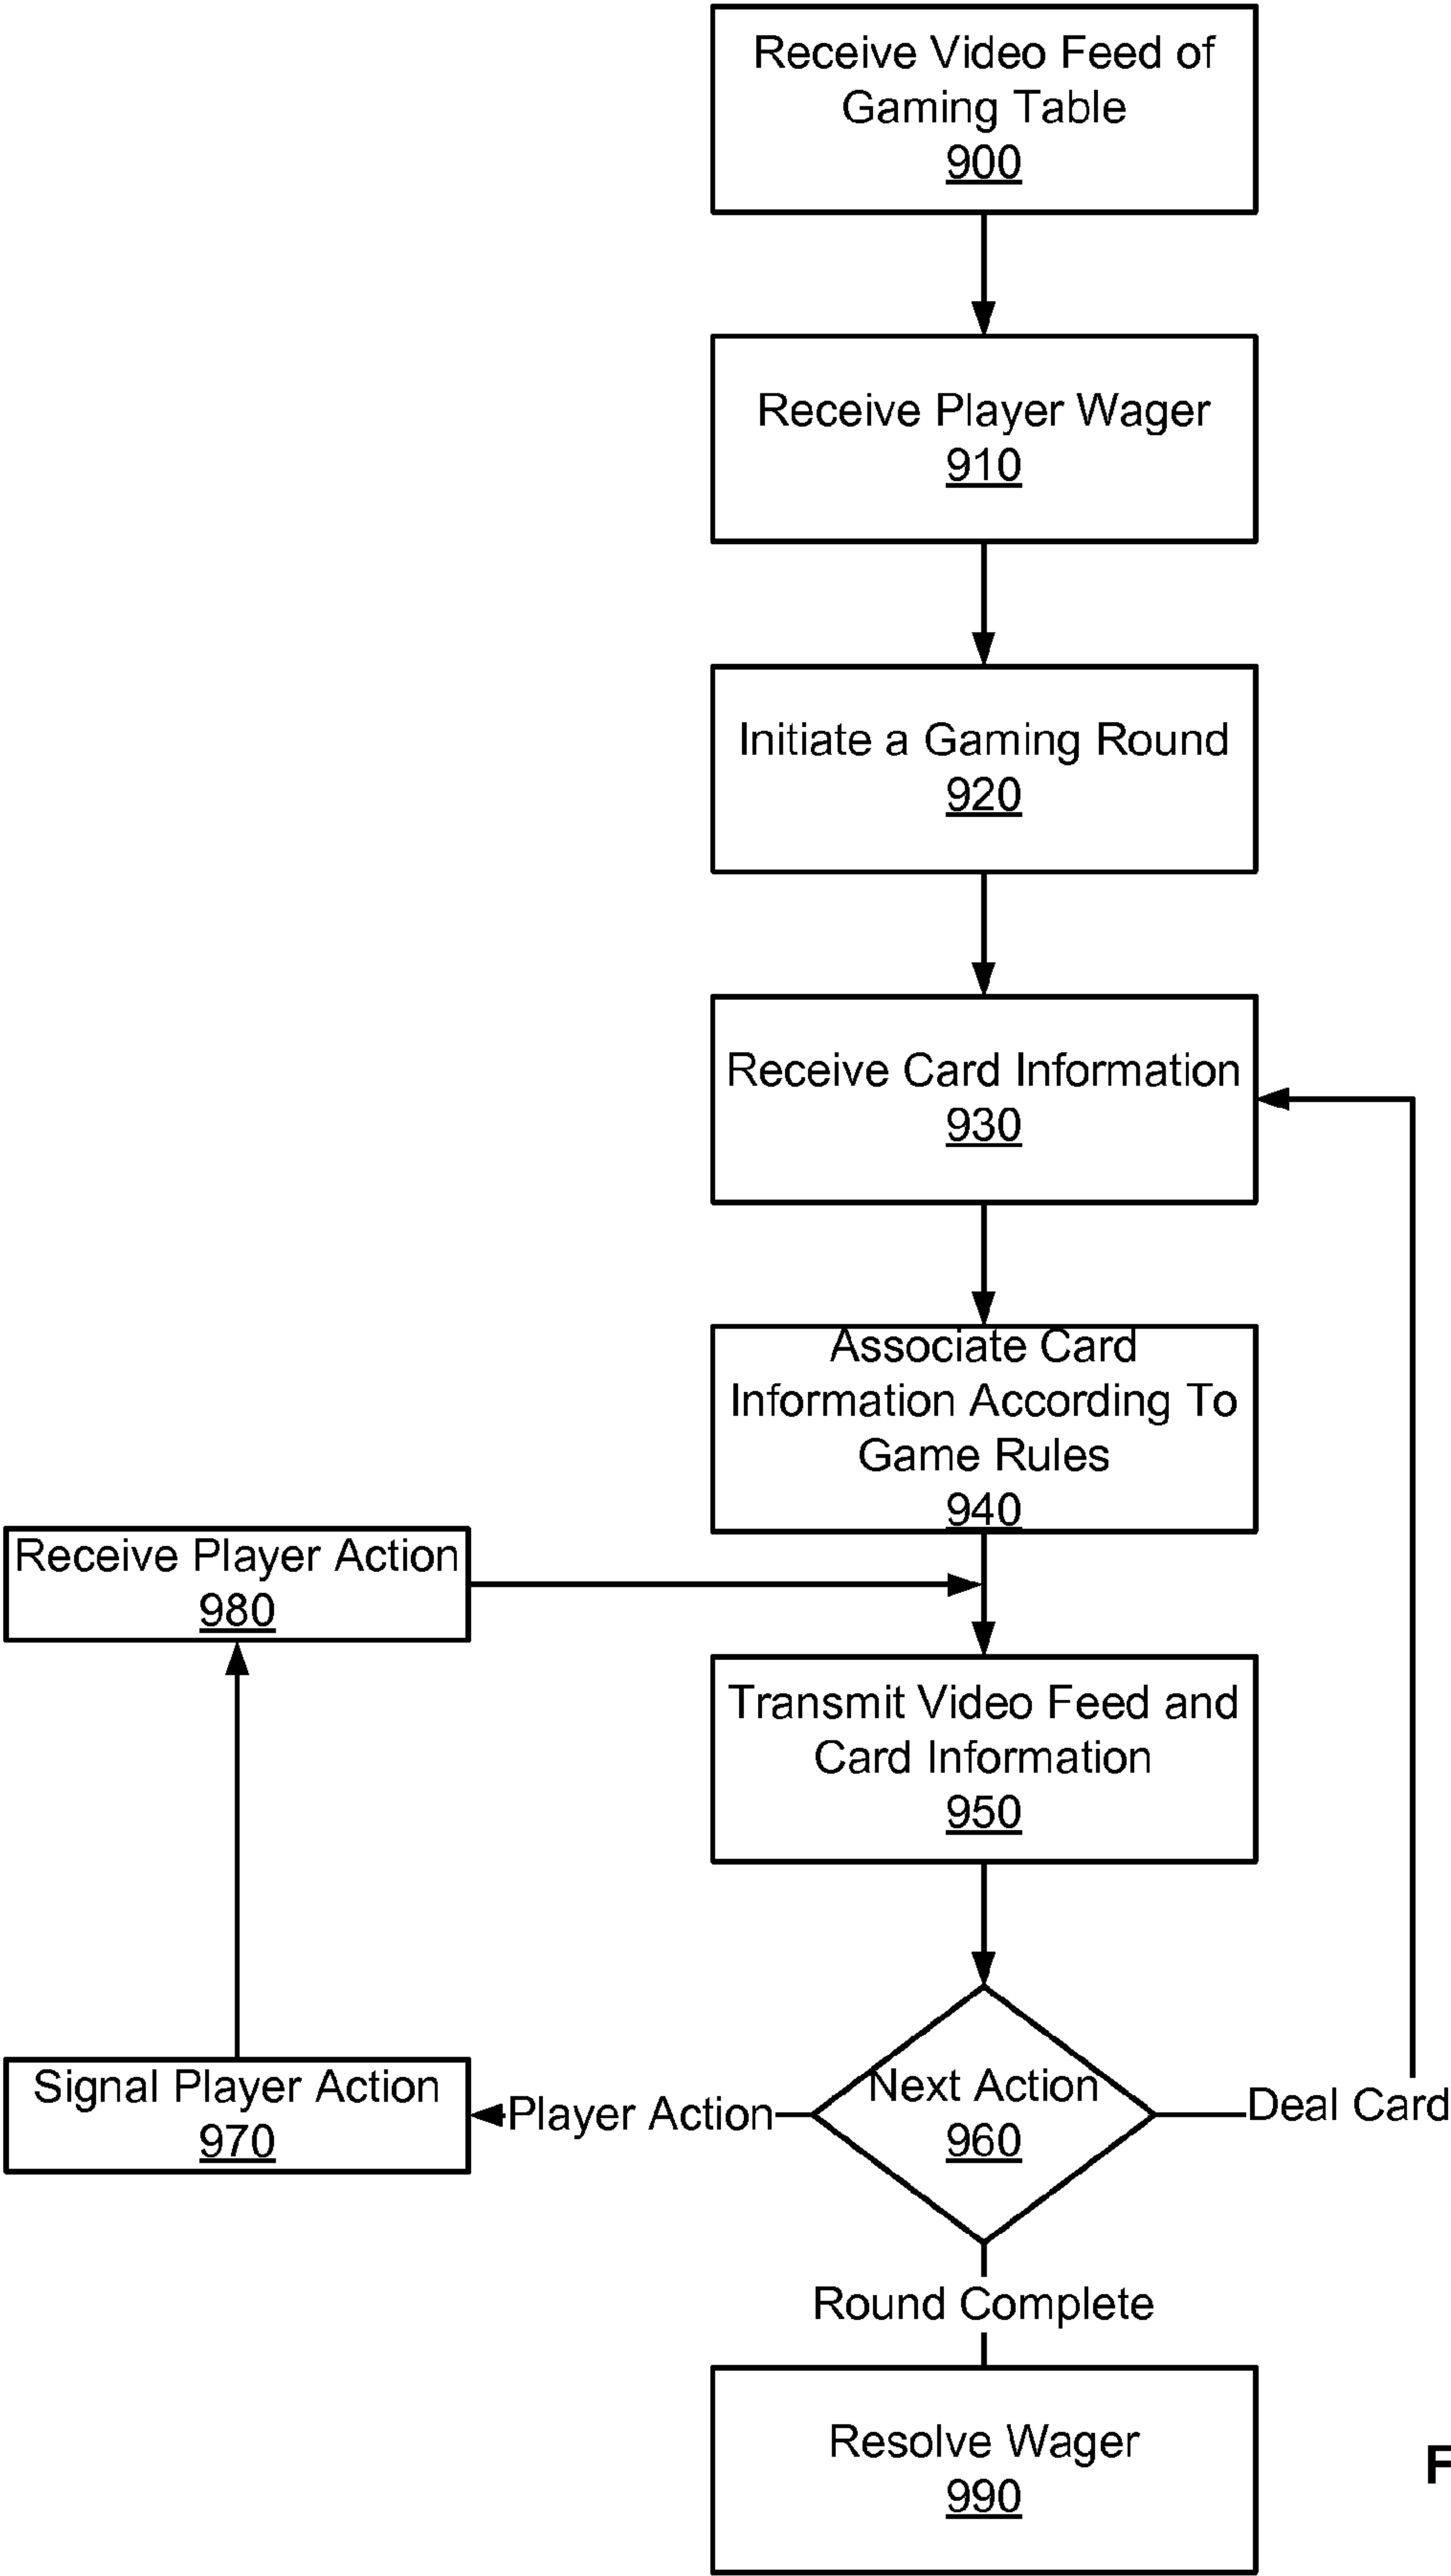 Receive Video Feed of
Gaming Table
900
Receive Player Wager
910
Initiate a Gaming Round
920
Receive Card Information
930
Associate Card
Information According To
Game Rules
940
Receive Player Action
980
Transmit Video Feed and
Card Information
950
Signal Player Action
970
Player Action
Next Action
960
Deal Card
Round Complete
Resolve Wager
990
F